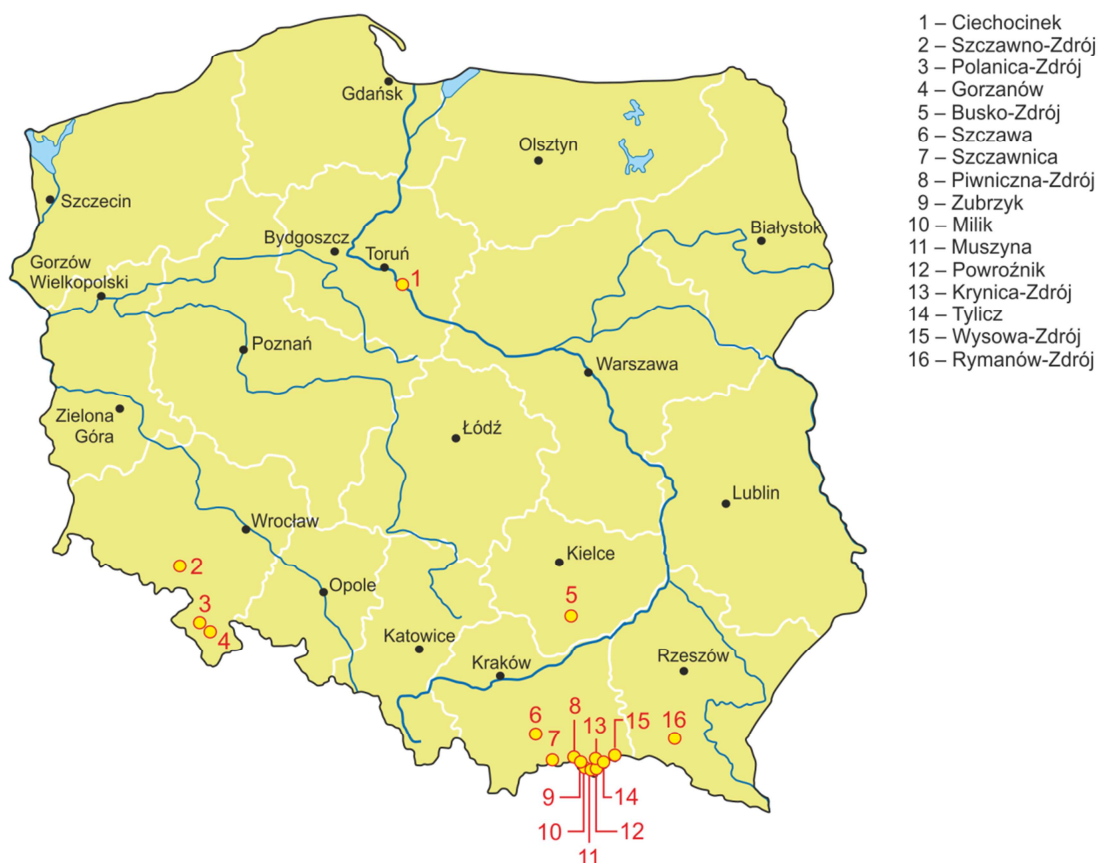 Gdańsk
Olsztyn
Szczecin
Białystok
Bydgoszcz
Toruń
Gorzów
Wielkopolski
1
Poznań
Warszawa
Zielona
Góra
Łódź
Lublin
Wrocław
Kielce
2
Opole
5
3
4
Katowice
Kraków
Rzeszów
6
7
8
13
15
16
9
14
10
12
11
1 – Ciechocinek
2 – Szczawno-Zdrój
3 – Polanica-Zdrój
4 – Gorzanów
5 – Busko-Zdrój
6 – Szczawa
7 – Szczawnica
8 – Piwniczna-Zdrój
9 – Zubrzyk
10 – Milik
11 – Muszyna
12 – Powroźnik
13 – Krynica-Zdrój
14 – Tylicz
15 – Wysowa-Zdrój
16 – Rymanów-Zdrój